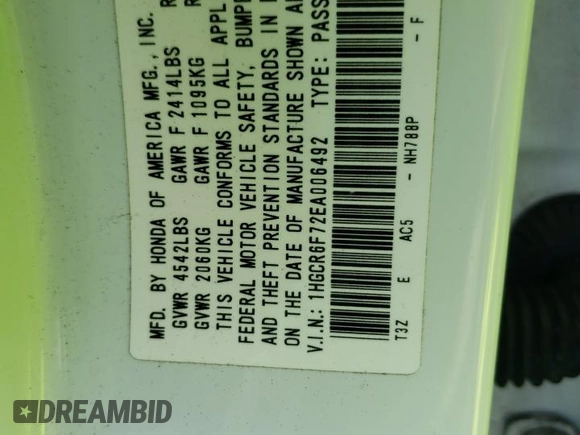 MFD. BY HONDA OF AMERICA MFG., INC.
GVWR 4542LBS GAWR F 2414LBS R
GVWR 2060KG GAWR F 1095KG R
THIS VEHICLE CONFORMS TO ALL APPL
FEDERAL MOTOR VEHICLE SAFETY, BUMP
AND THEFT PREVENTION STANDARDS IN
ON THE DATE OF MANUFACTURE SHOWN A
V.I.N.: 1HGCR6F72EA006492 TYPE: PASS
T3Z E AC5 - NH788P - F
DREAMBID